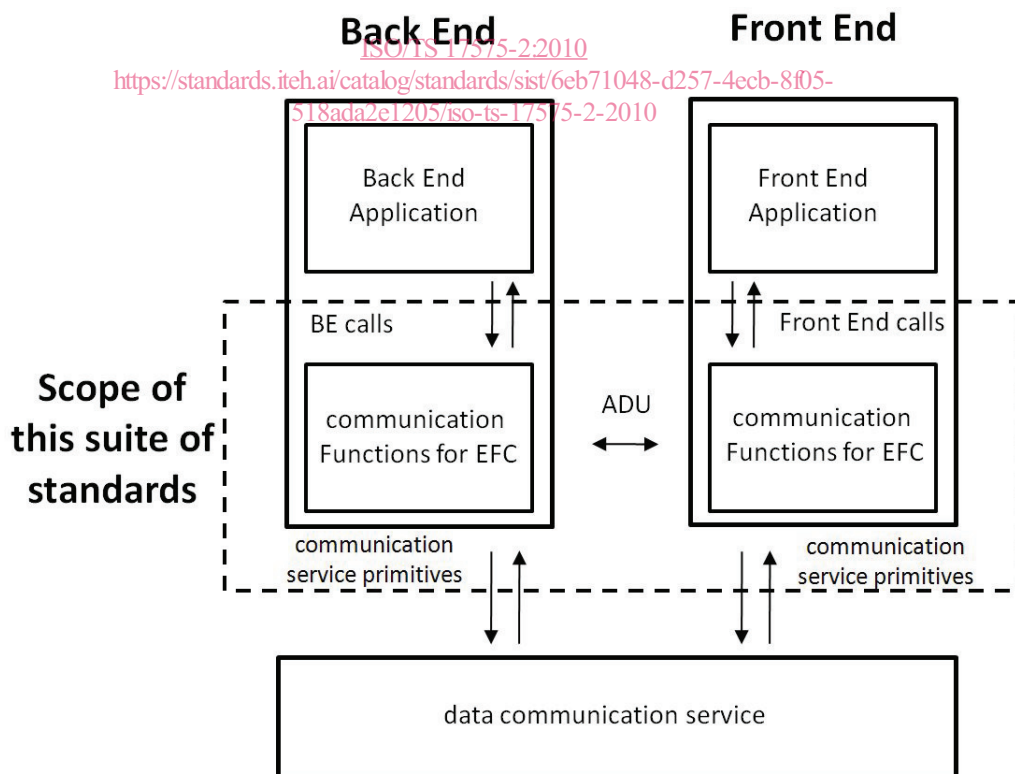 Back End
Front End
ISO/TS 17575-2:2010
https://standards.iteh.ai/catalog/standards/sist/6eb71048-d257-4ecb-8f05-
518ada2e1205/iso-ts-17575-2-2010
Back End
Application
Front End
Application
BE calls
Front End calls
Scope of
this suite of
standards
communication
Functions for EFC
ADU
communication
Functions for EFC
communication
service primitives
communication
service primitives
data communication service